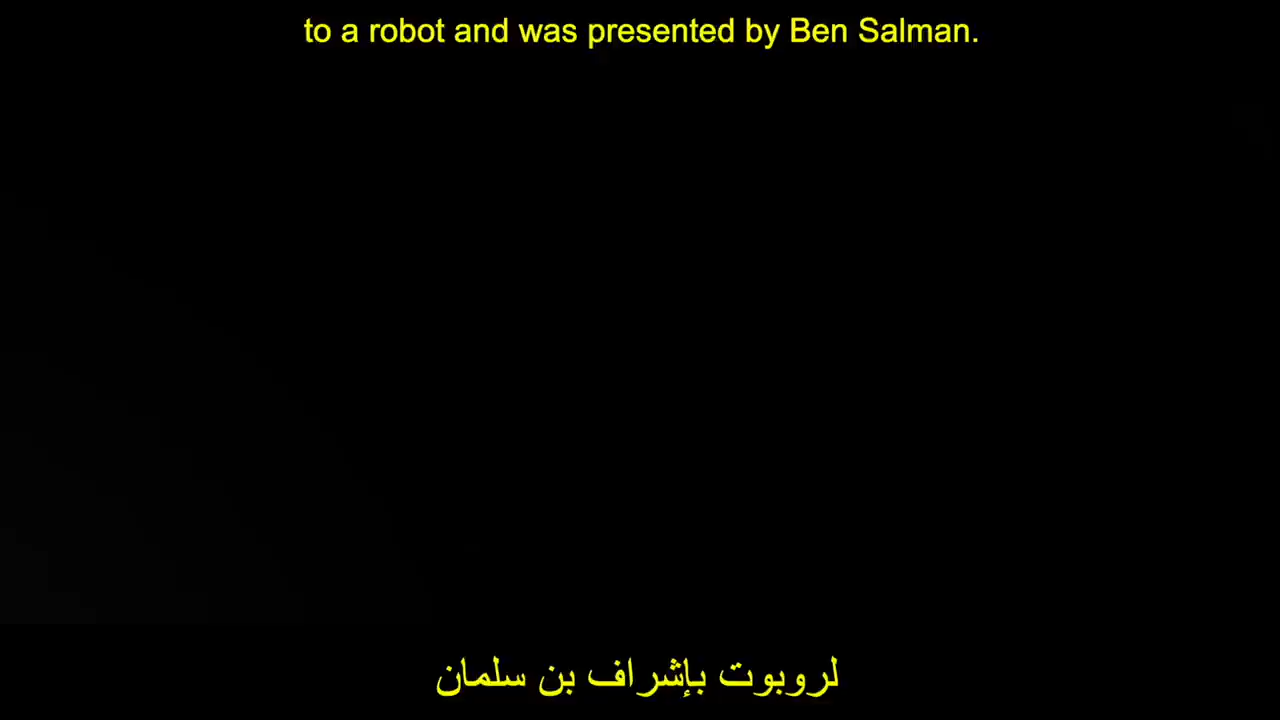 to a robot and was presented by Ben Salman.
لروبوت بإشراف بن سلمان